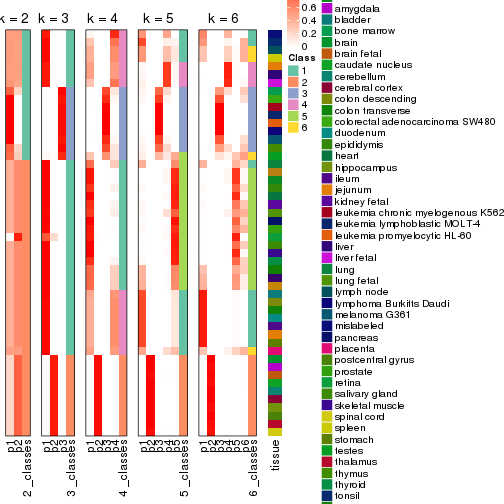 k = 2
k = 3
k = 4
k = 5
k = 6
p1
p2
2_classes
p1
p2
p3
3_classes
p1
p2
p3
p4
4_classes
p1
p2
p3
p4
p5
5_classes
p1
p2
p3
p4
p5
p6
6_classes
tissue
0.6
0.4
0.2
0
Class
1
2
3
4
5
6
amygdala
bladder
bone marrow
brain
brain fetal
caudate nucleus
cerebellum
cerebral cortex
colon descending
colon transverse
colorectal adenocarcinoma SW480
duodenum
epididymis
heart
hippocampus
ileum
jejunum
kidney fetal
leukemia chronic myelogenous K562
leukemia lymphoblastic MOLT-4
leukemia promyelocytic HL-60
liver
liver fetal
lung
lung fetal
lymph node
lymphoma Burkitts Daudi
melanoma G361
mislabeled
pancreas
placenta
postcentral gyrus
prostate
retina
salivary gland
skeletal muscle
spinal cord
spleen
stomach
testes
thalamus
thymus
thyroid
tonsil